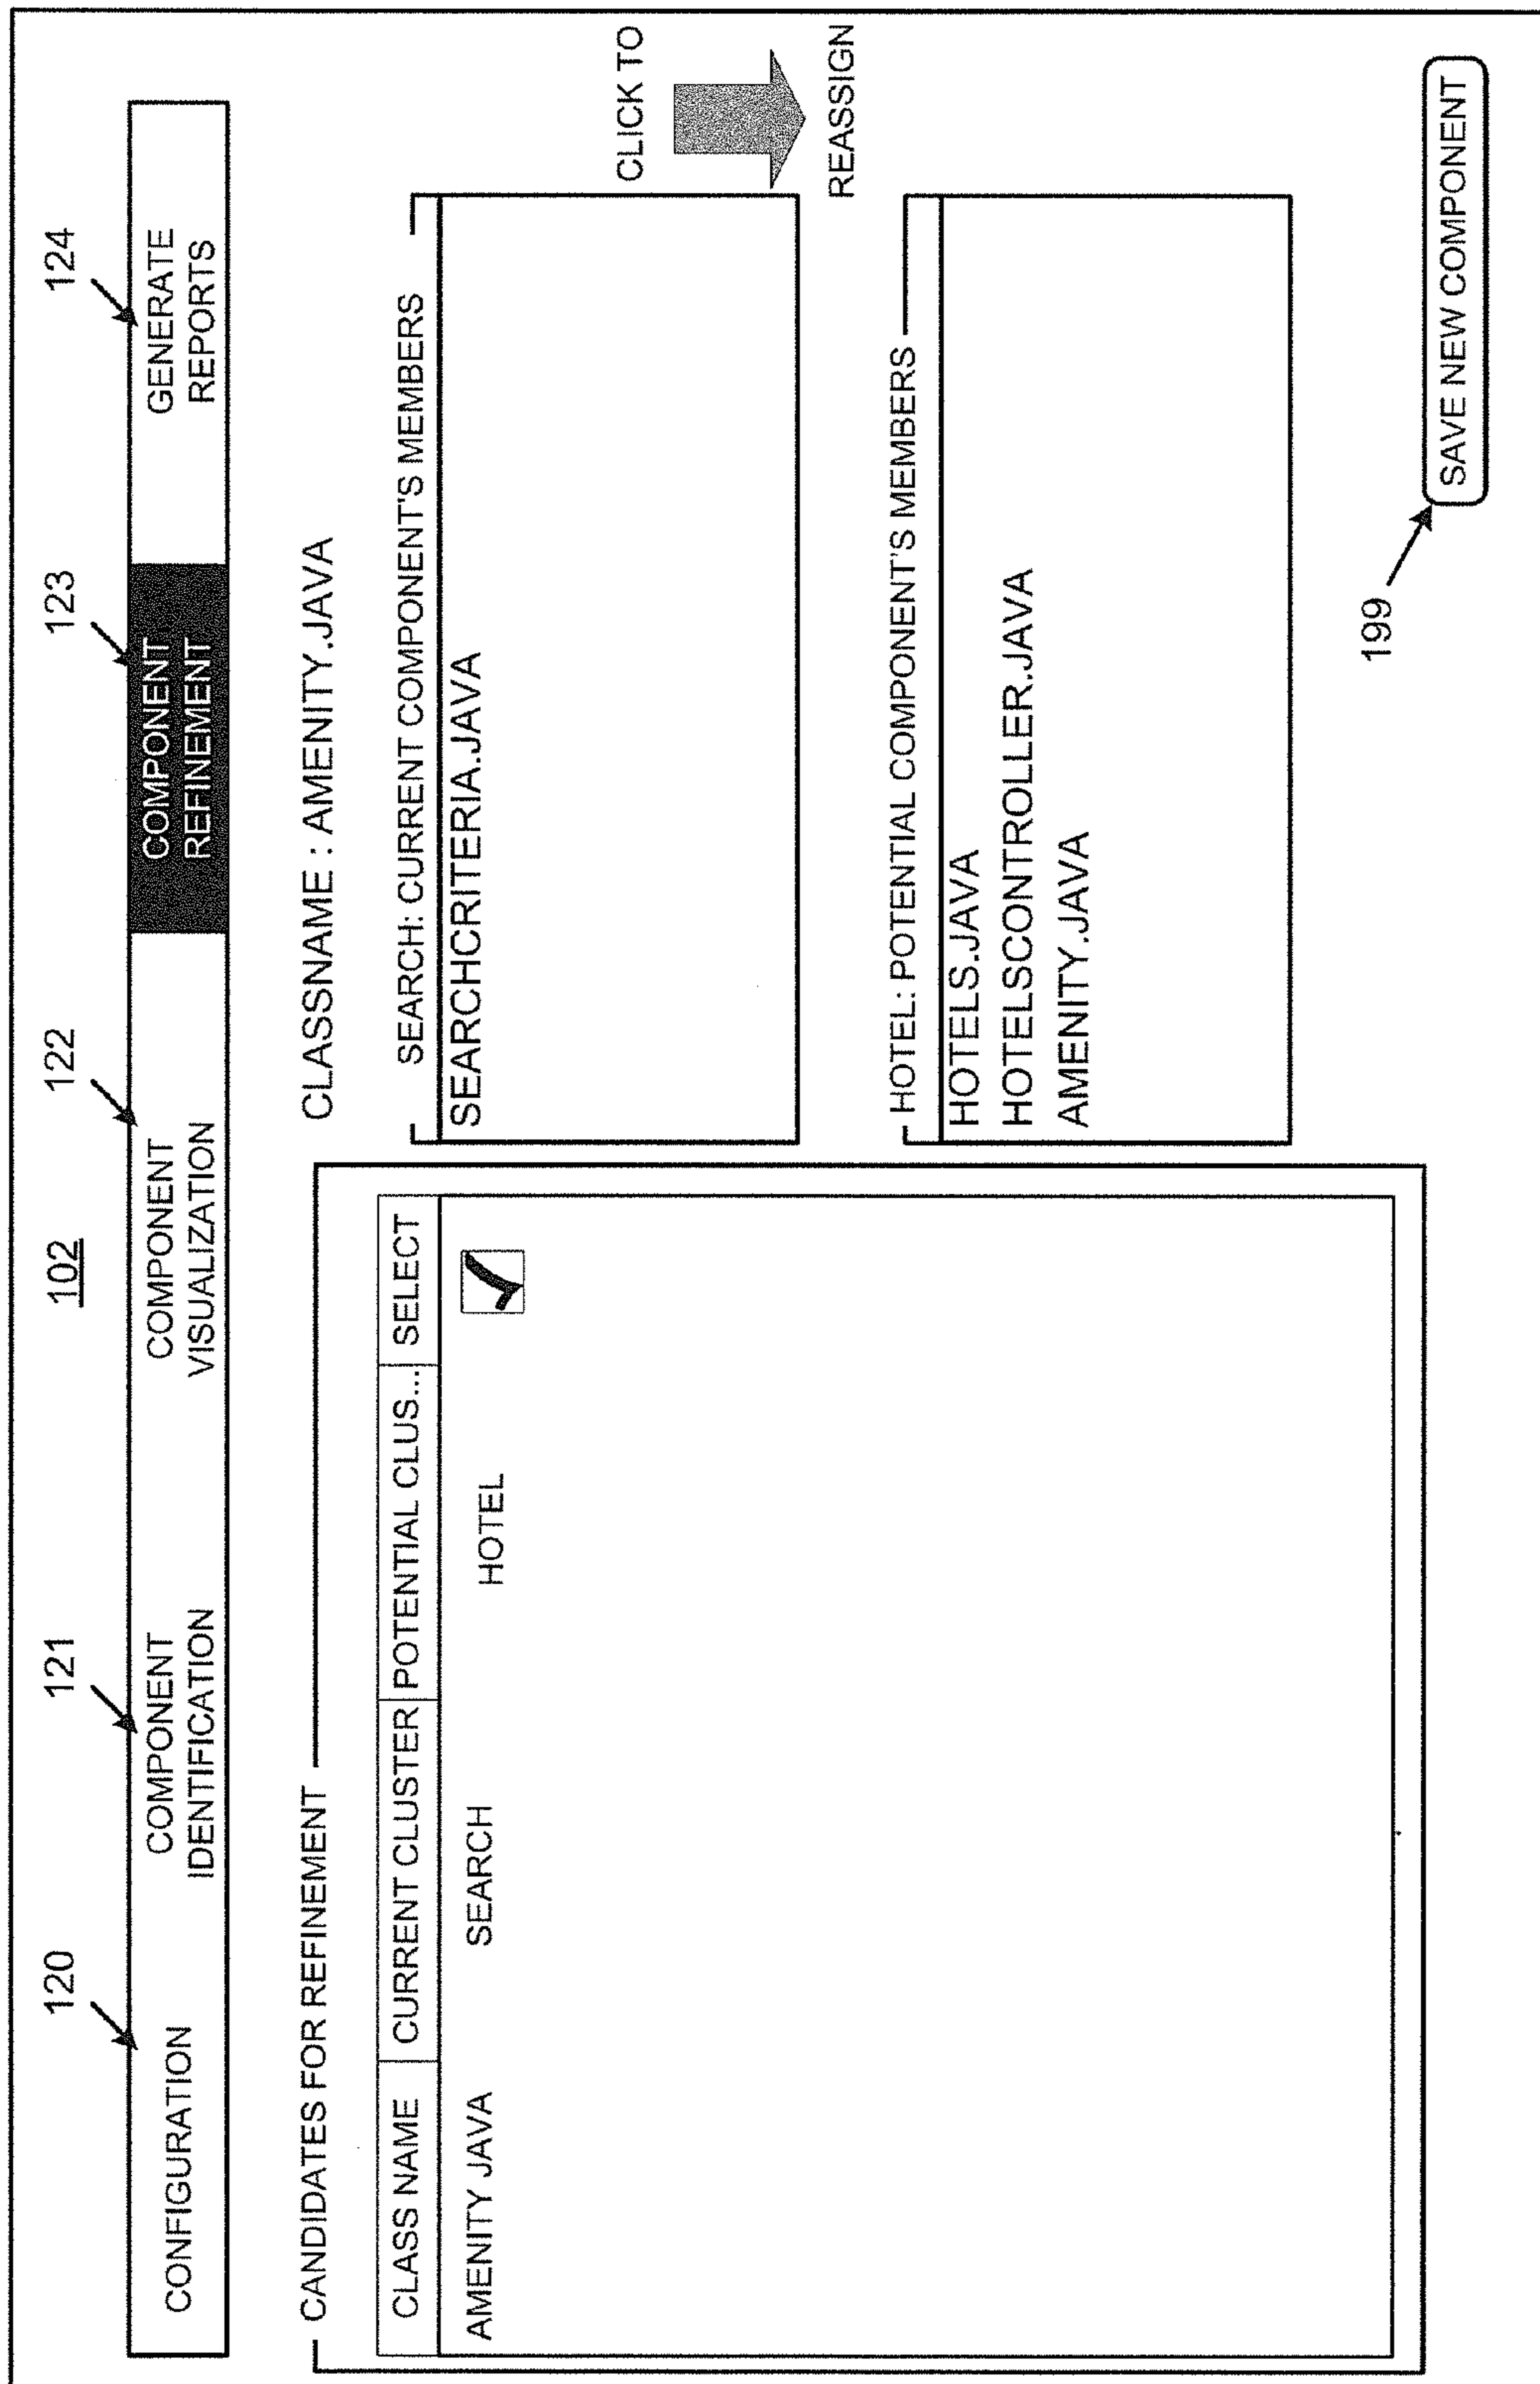 102
120
121
122
123
124
CONFIGURATION
COMPONENT
IDENTIFICATION
COMPONENT
VISUALIZATION
COMPONENT
REFINEMENT
GENERATE
REPORTS
CANDIDATES FOR REFINEMENT
CLASS NAME
CURRENT CLUSTER
POTENTIAL CLUS...
SELECT
AMENITY JAVA
SEARCH
HOTEL
CLASSNAME : AMENITY.JAVA
SEARCH: CURRENT COMPONENT'S MEMBERS
SEARCHCRITERIA.JAVA
CLICK TO
REASSIGN
HOTEL: POTENTIAL COMPONENT'S MEMBERS
HOTELS.JAVA
HOTELSCONTROLLER.JAVA
AMENITY.JAVA
199
SAVE NEW COMPONENT